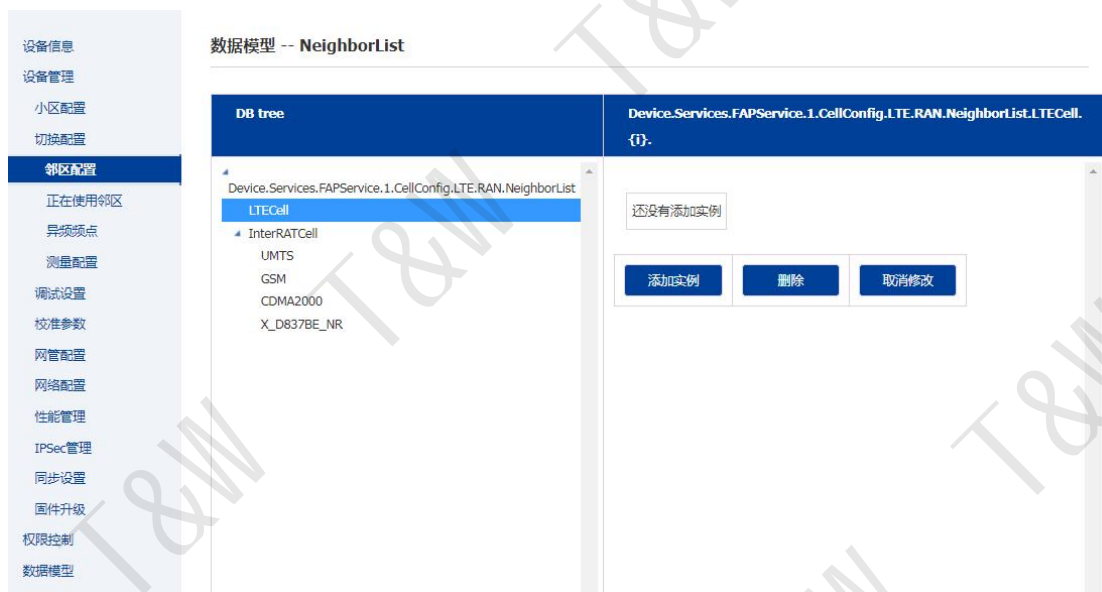 设备信息
设备管理
小区配置
切换配置
邻区配置
正在使用邻区
异频频点
测量配置
调试设置
校准参数
网管配置
网络配置
性能管理
IPSec管理
同步设置
固件升级
权限控制
数据模型
数据模型 -- NeighborList
DB tree
Device.Services.FAPService.1.CellConfig.LTE.RAN.NeighborList
LTECell
InterRATCell
UMTS
GSM
CDMA2000
X_D837BE_NR
Device.Services.FAPService.1.CellConfig.LTE.RAN.NeighborList.LTECell.
{i}.
还没有添加实例
添加实例 删除 取消修改
T&W
T&W
T&W
T&W
T&W